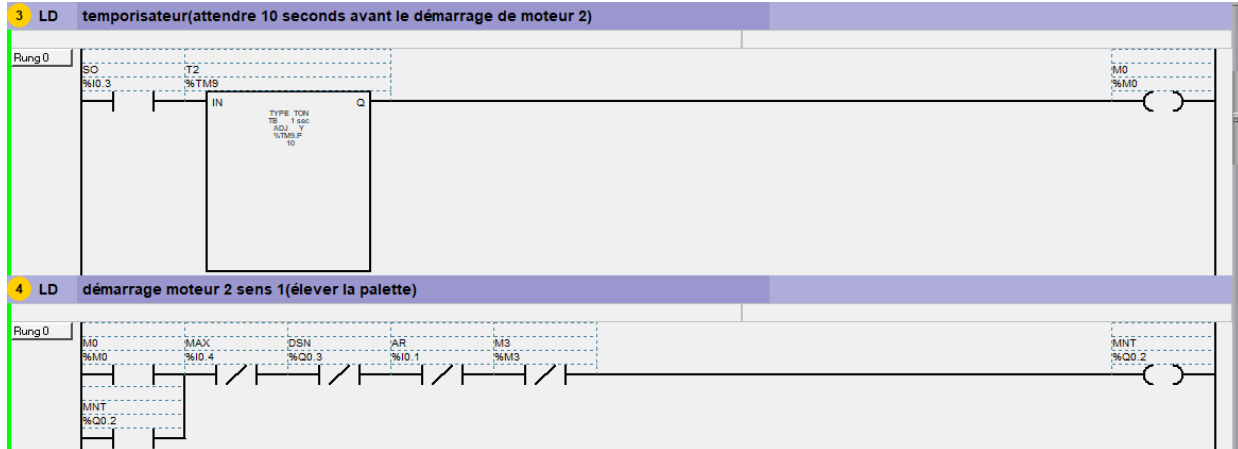 3 LD temporisateur(attendre 10 seconds avant le démarrage de moteur 2)
Rung 0
SO T2 M0
%I0.3 %TM9 %M0
IN Q
TYPE TON
TB 1 sec
ADJ Y
%TM9.P
10
4 LD démarrage moteur 2 sens 1(élever la palette)
Rung 0
M0 MAX DSN AR M3 MNT
%M0 %I0.4 %Q0.3 %I0.1 %M3 %Q0.2
MNT
%Q0.2